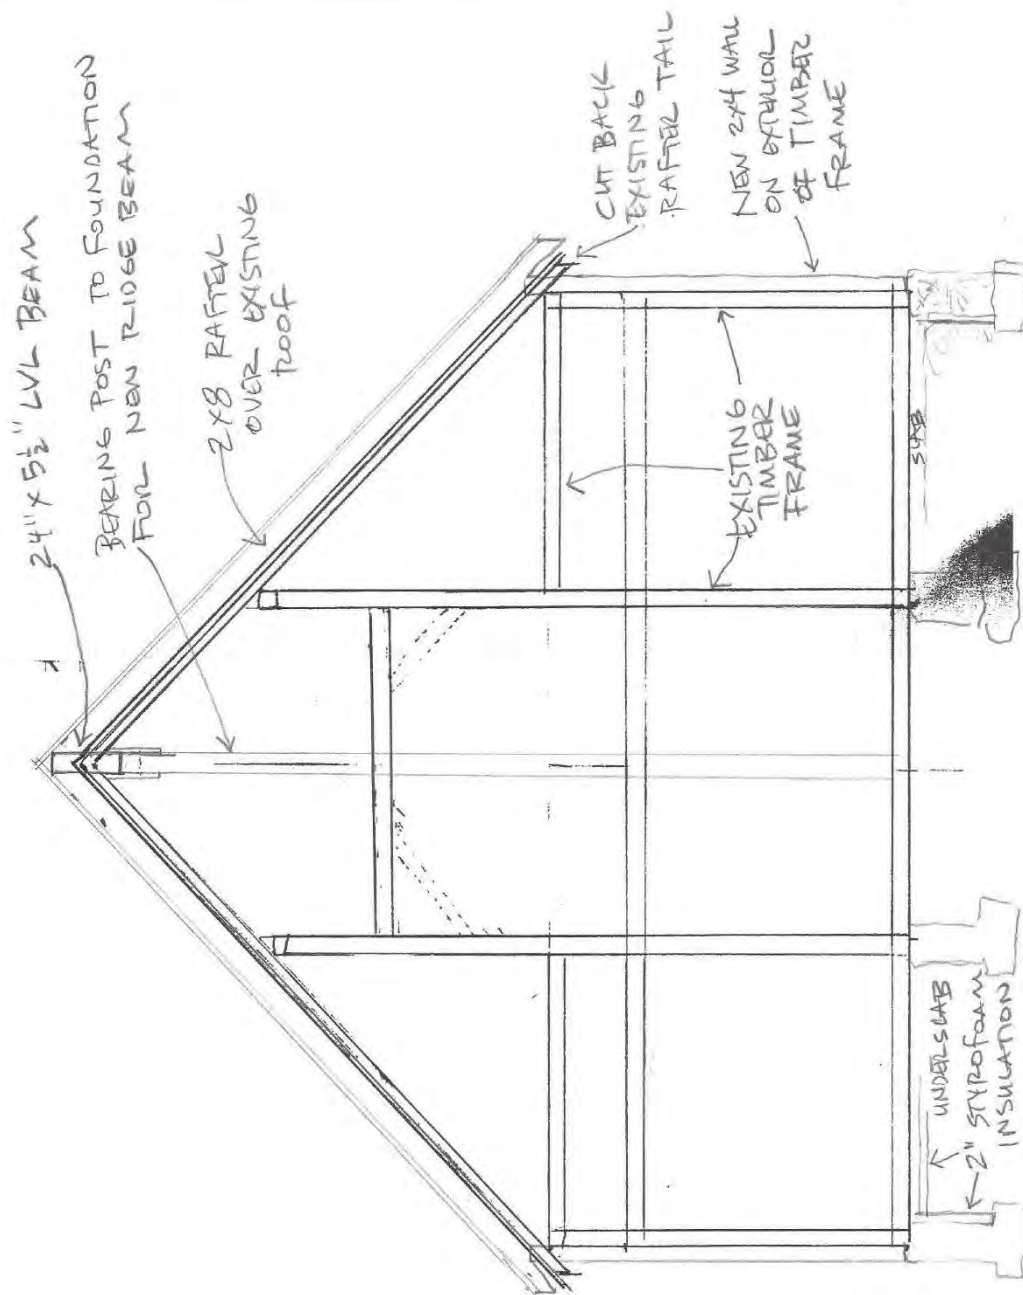 24" X 5½" LVL BEAM
BEARING POST TO FOUNDATION
FOR NEW RIDGE BEAM
2X8 RAFTER
OVER EXISTING
ROOF
CUT BACK
EXISTING
RAFTER TAIL
NEW 2X4 WALL
ON EXTERIOR
OF TIMBER
FRAME
EXISTING
TIMBER
FRAME
SLAB
UNDERSLAB
2" STYROFOAM
INSULATION